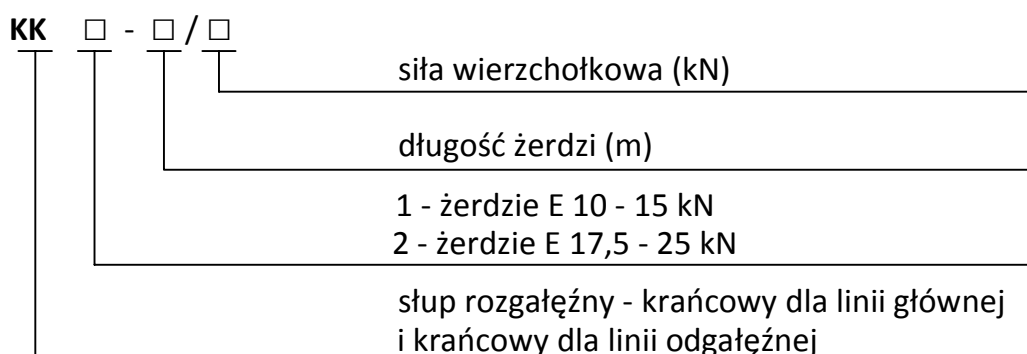 KK □ - □ / □
siła wierzchołkowa (kN)
długość żerdzi (m)
1 - żerdzie E 10 - 15 kN
2 - żerdzie E 17,5 - 25 kN
słup rozgałęźny - krańcowy dla linii głównej
i krańcowy dla linii odgałęźnej